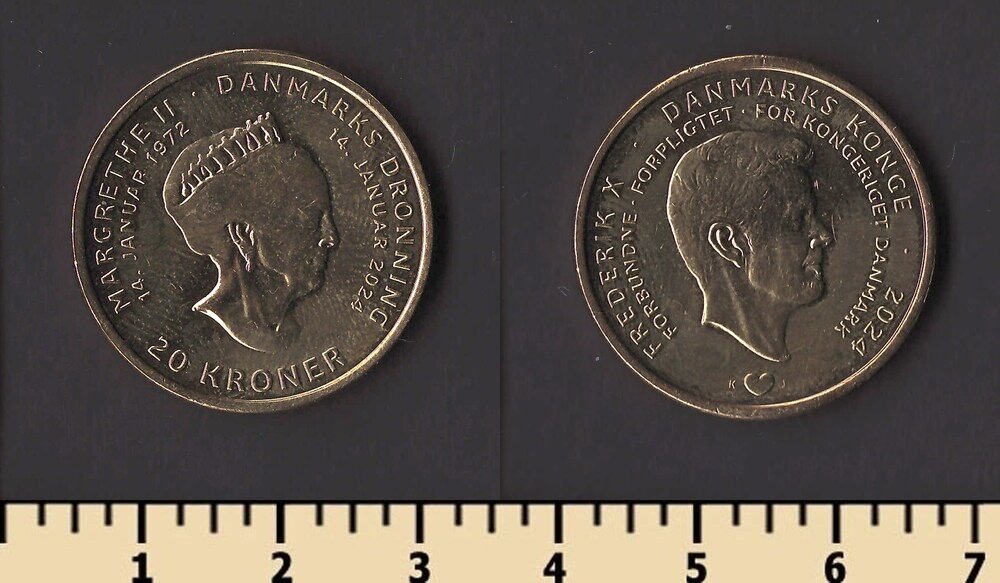 MARGRETHE II · DANMARKS DRONNING
14. JANUAR 1972
14. JANUAR 2024
20 KRONER
FREDERIK X · DANMARKS KONGE · 2024
FORBUNDNE · FORPLIGTET · FOR KONGERIGET DANMARK
K J
1 2 3 4 5 6 7